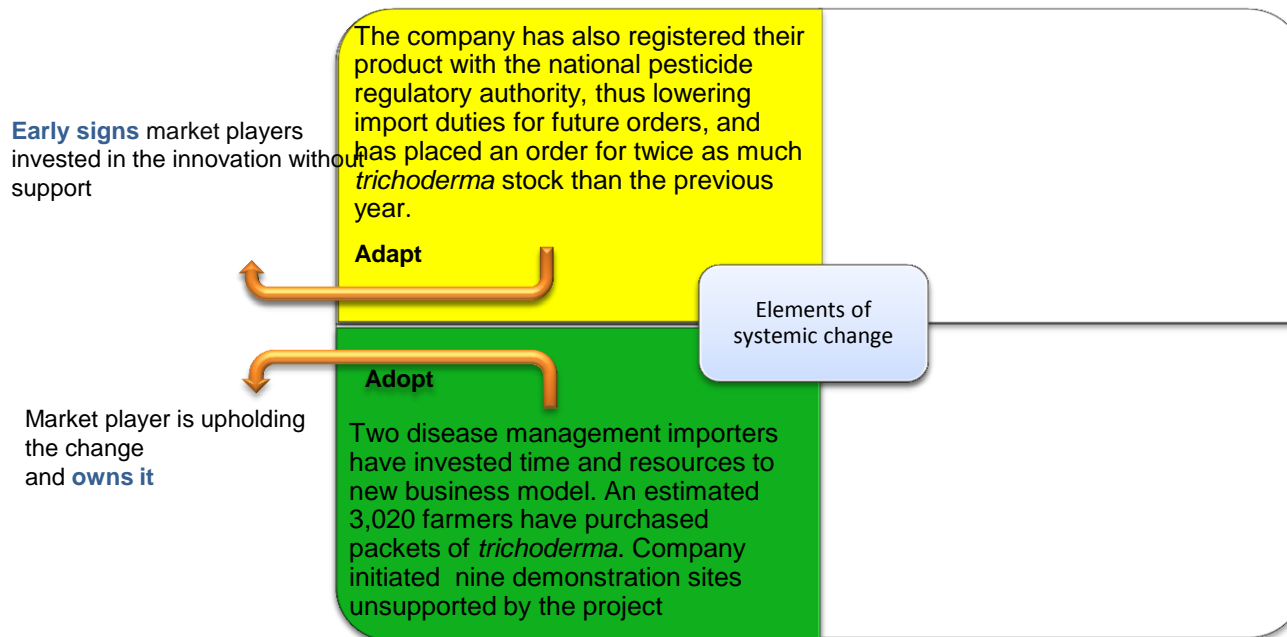 The company has also registered their
product with the national pesticide
regulatory authority, thus lowering
import duties for future orders, and
has placed an order for twice as much
trichoderma stock than the previous
year.
Adapt
Early signs market players
invested in the innovation without
support
Elements of
systemic change
Adopt
Market player is upholding
the change
and owns it
Two disease management importers
have invested time and resources to
new business model. An estimated
3,020 farmers have purchased
packets of trichoderma. Company
initiated nine demonstration sites
unsupported by the project